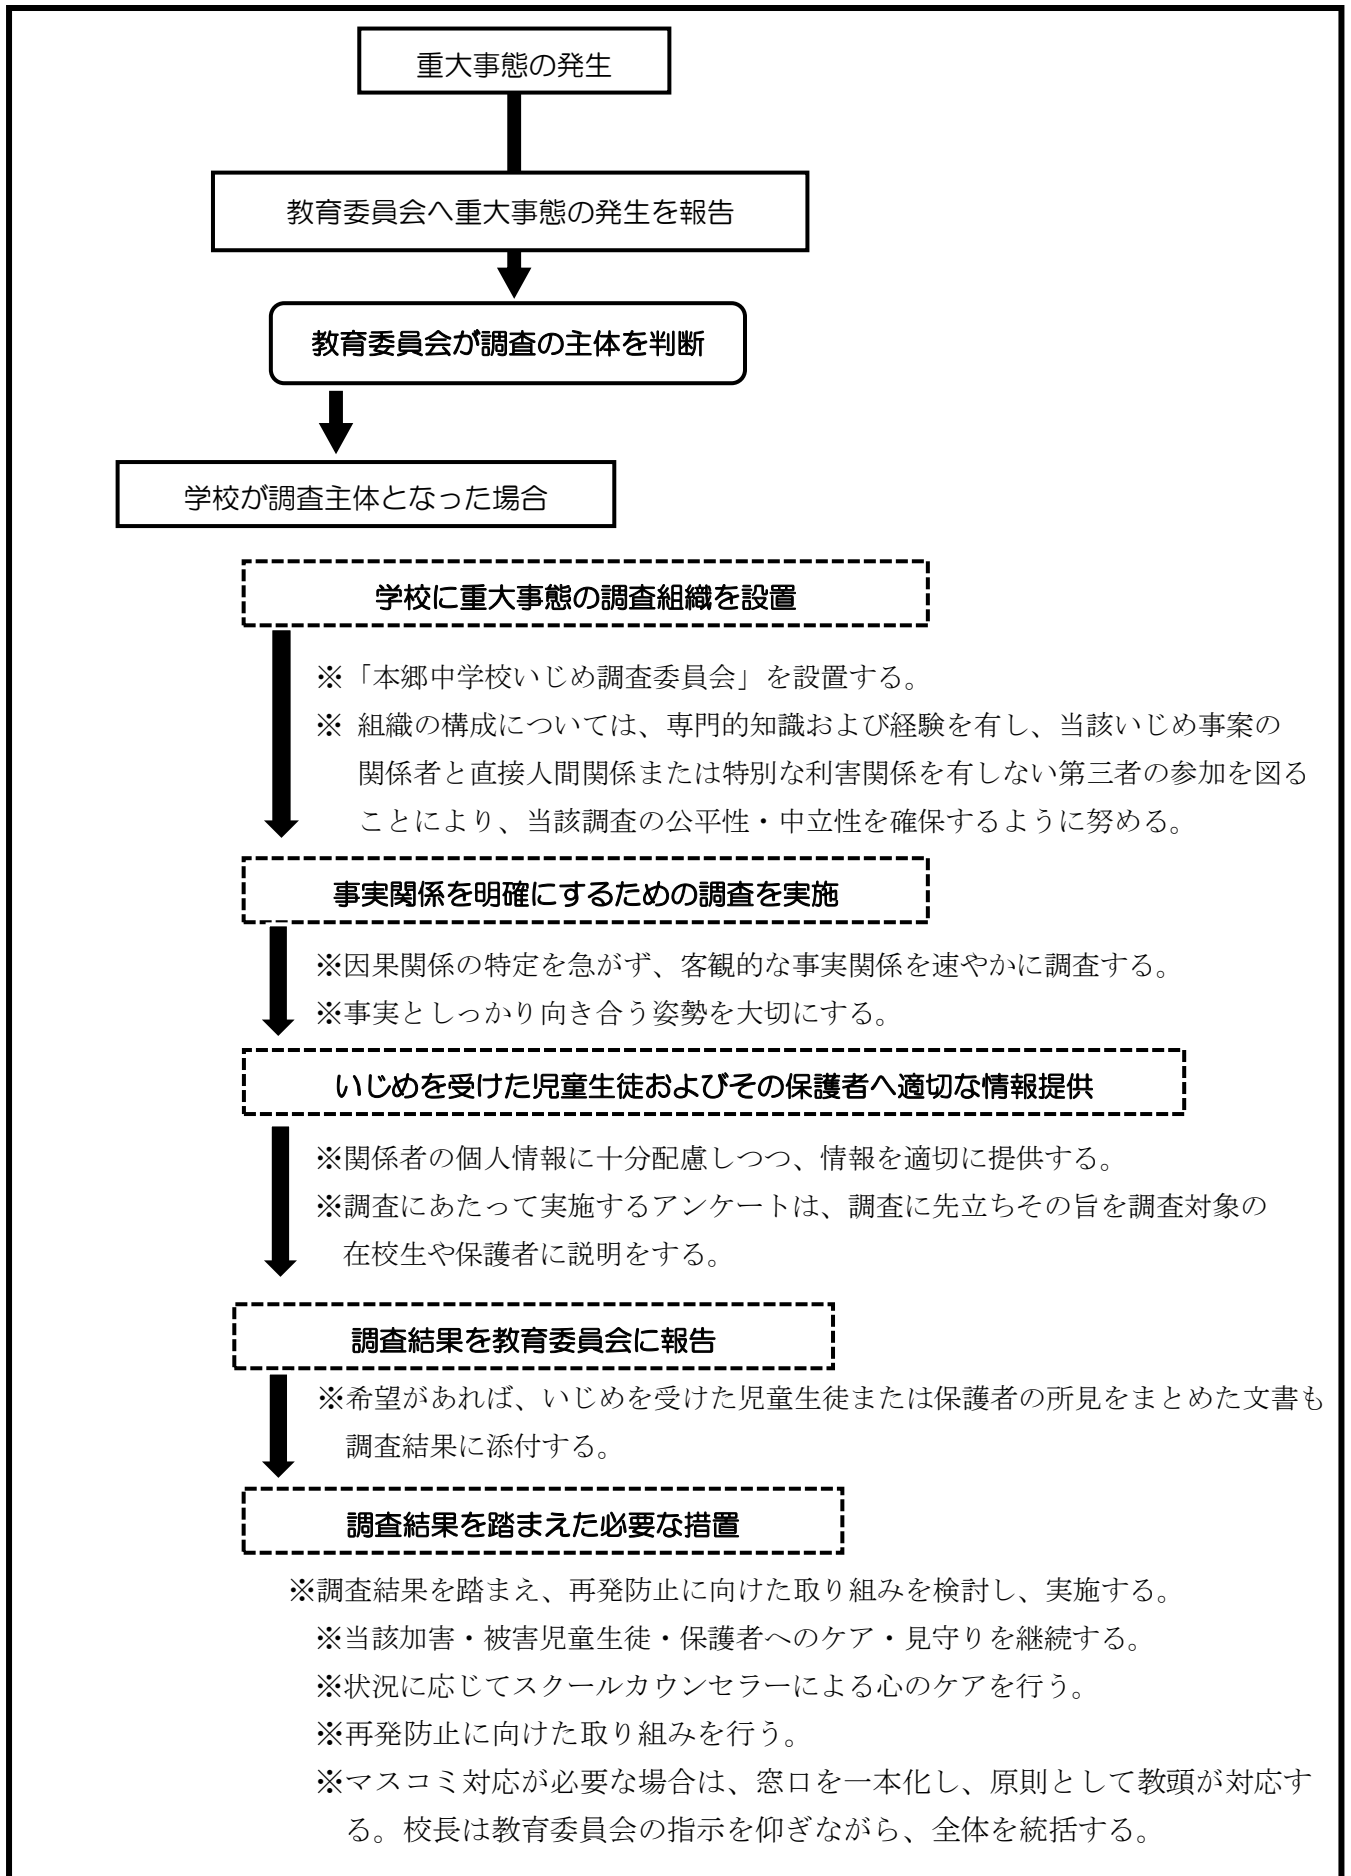 重大事態の発生
教育委員会へ重大事態の発生を報告
教育委員会が調査の主体を判断
学校が調査主体となった場合
学校に重大事態の調査組織を設置
※「本郷中学校いじめ調査委員会」を設置する。
※ 組織の構成については、専門的知識および経験を有し、当該いじめ事案の
関係者と直接人間関係または特別な利害関係を有しない第三者の参加を図る
ことにより、当該調査の公平性・中立性を確保するように努める。
事実関係を明確にするための調査を実施
※因果関係の特定を急がず、客観的な事実関係を速やかに調査する。
※事実としっかり向き合う姿勢を大切にする。
いじめを受けた児童生徒およびその保護者へ適切な情報提供
※関係者の個人情報に十分配慮しつつ、情報を適切に提供する。
※調査にあたって実施するアンケートは、調査に先立ちその旨を調査対象の
在校生や保護者に説明をする。
調査結果を教育委員会に報告
※希望があれば、いじめを受けた児童生徒または保護者の所見をまとめた文書も
調査結果に添付する。
調査結果を踏まえた必要な措置
※調査結果を踏まえ、再発防止に向けた取り組みを検討し、実施する。
※当該加害・被害児童生徒・保護者へのケア・見守りを継続する。
※状況に応じてスクールカウンセラーによる心のケアを行う。
※再発防止に向けた取り組みを行う。
※マスコミ対応が必要な場合は、窓口を一本化し、原則として教頭が対応す
る。校長は教育委員会の指示を仰ぎながら、全体を統括する。